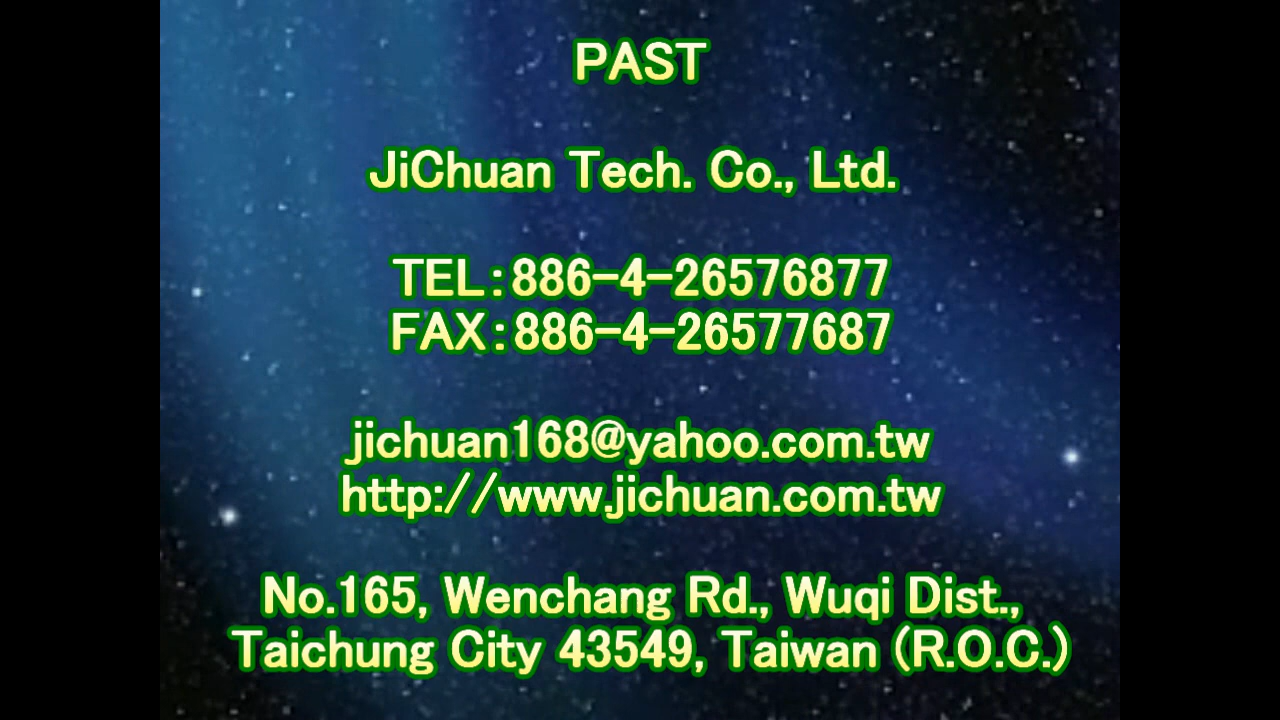 PAST
JiChuan Tech. Co., Ltd.
TEL:886-4-26576877
FAX:886-4-26577687
jichuan168@yahoo.com.tw
http://www.jichuan.com.tw
No.165, Wenchang Rd., Wuqi Dist.,
Taichung City 43549, Taiwan (R.O.C.)